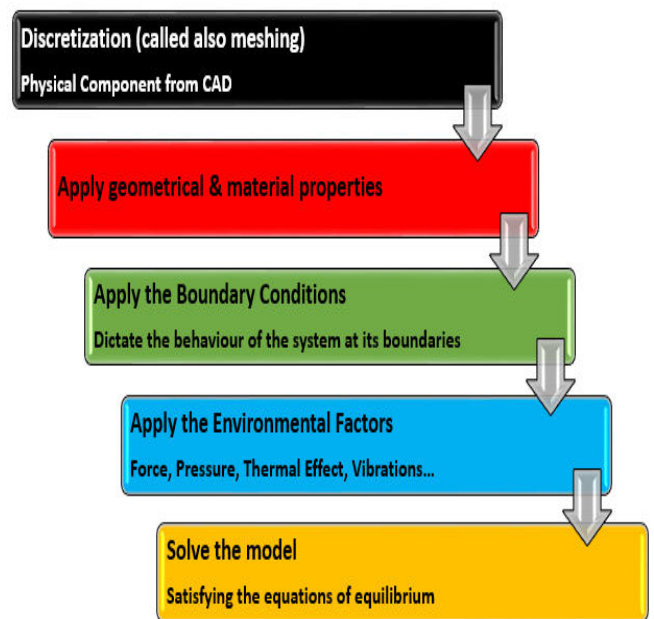 Discretization (called also meshing)
Physical Component from CAD
Apply geometrical & material properties
Apply the Boundary Conditions
Dictate the behaviour of the system at its boundaries
Apply the Environmental Factors
Force, Pressure, Thermal Effect, Vibrations...
Solve the model
Satisfying the equations of equilibrium